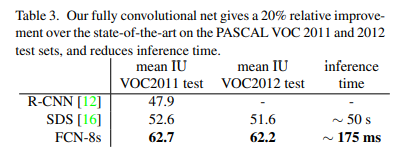 Table 3. Our fully convolutional net gives a 20% relative improve-
ment over the state-of-the-art on the PASCAL VOC 2011 and 2012
test sets, and reduces inference time.
mean IU mean IU inference
VOC2011 test VOC2012 test time
R-CNN [12] 47.9 - -
SDS [16] 52.6 51.6 ∼ 50 s
FCN-8s 62.7 62.2 ∼ 175 ms